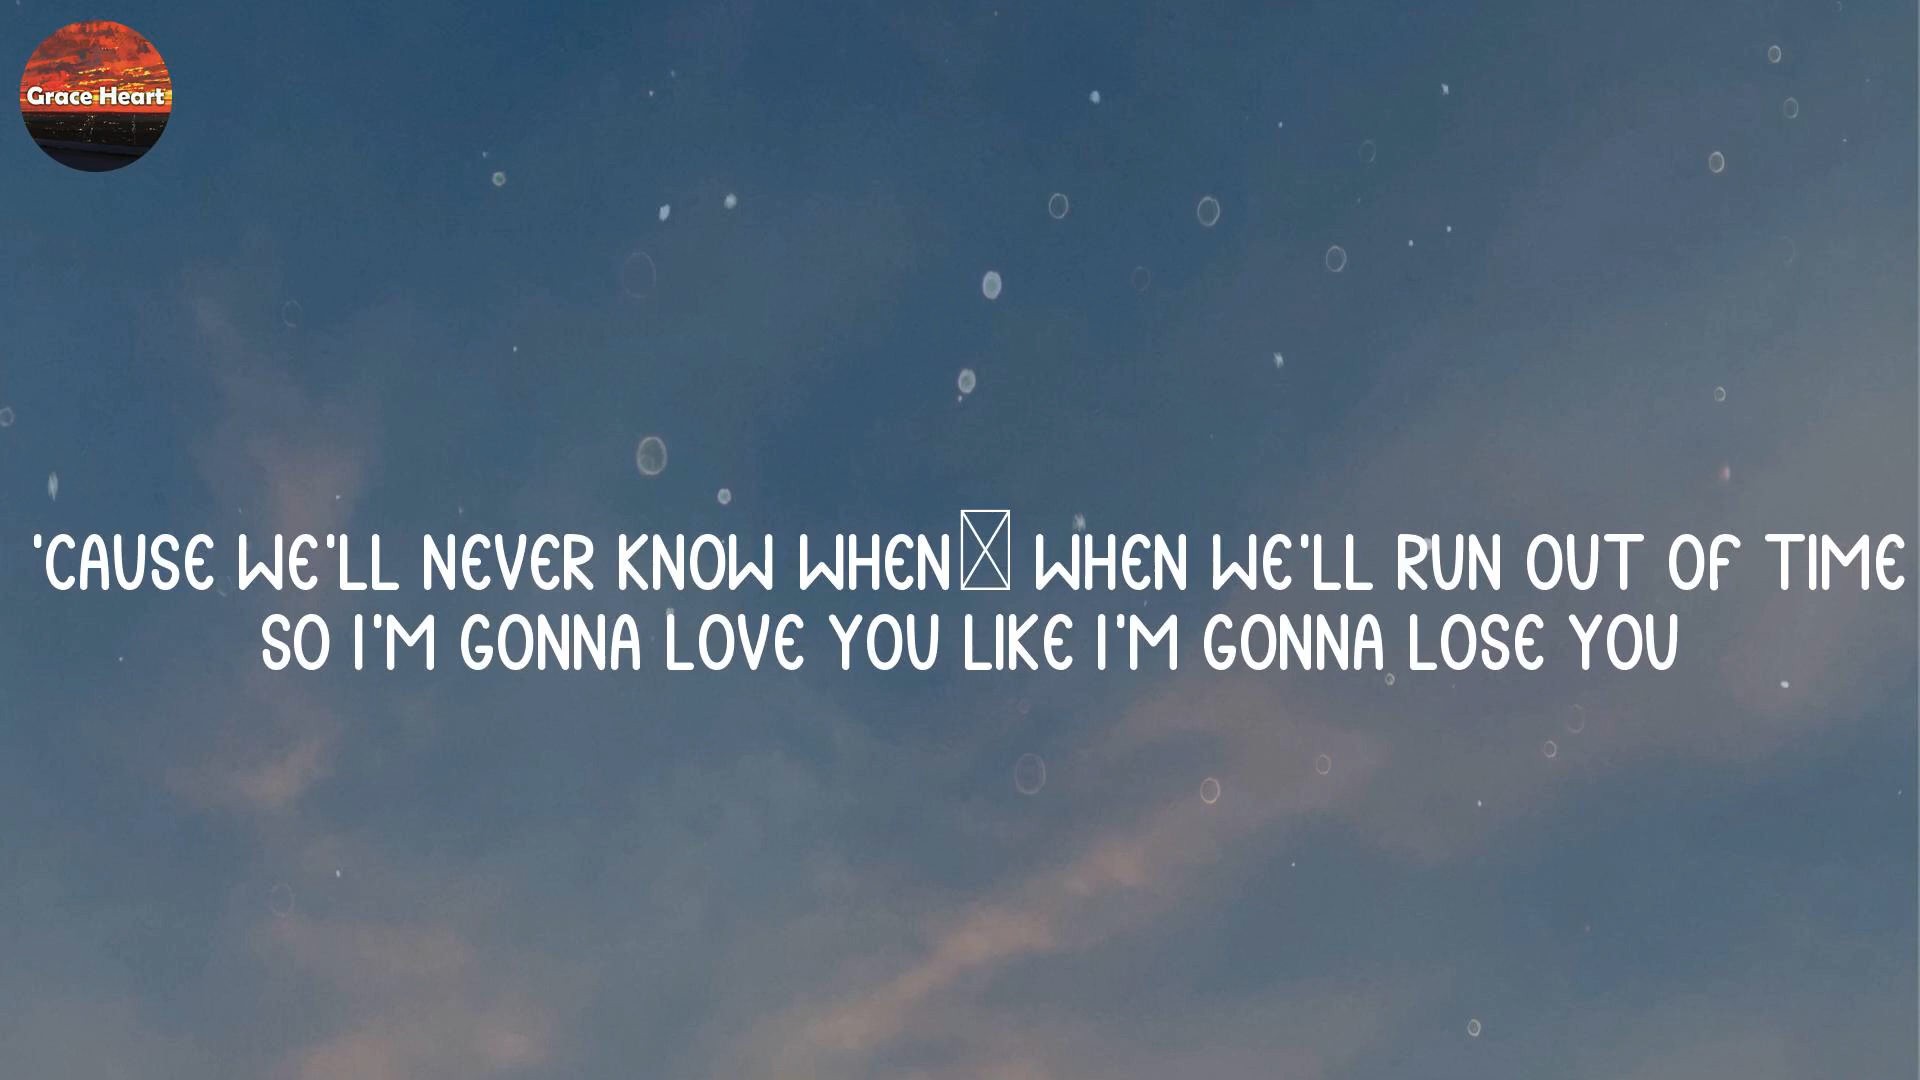 Grace Heart
'CAUSE WE'LL NEVER KNOW WHEN WHEN WE'LL RUN OUT OF TIME
SO I'M GONNA LOVE YOU LIKE I'M GONNA LOSE YOU